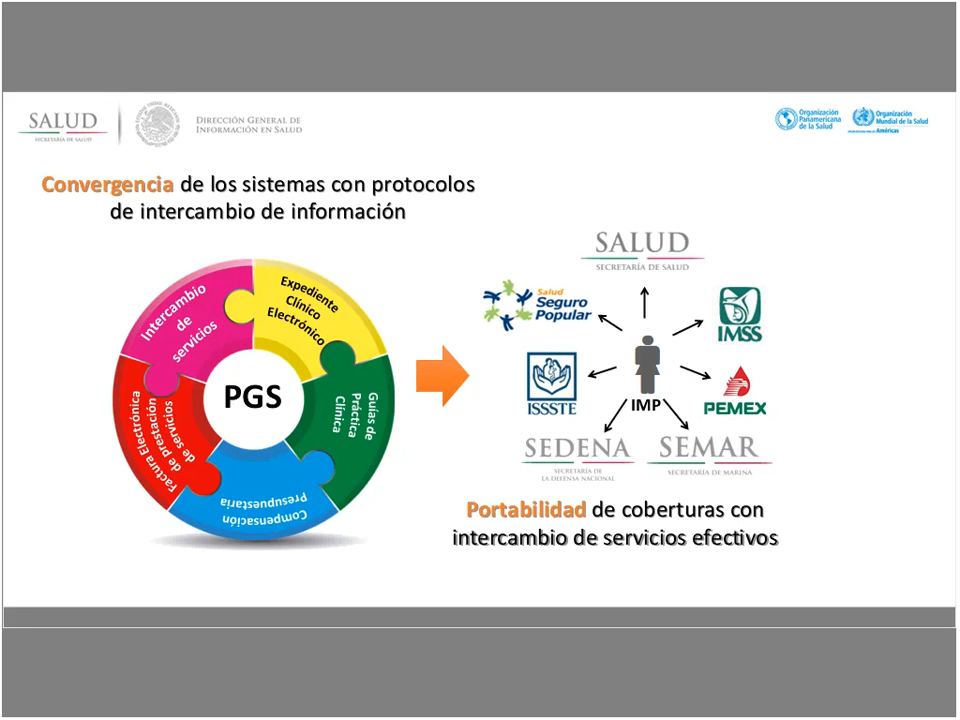 SALUD
SECRETARÍA DE SALUD
DIRECCIÓN GENERAL DE
INFORMACIÓN EN SALUD
Organización
Panamericana
de la Salud
Organización
Mundial de la Salud
Américas
Convergencia de los sistemas con protocolos
de intercambio de información
Intercambio
de
servicios
Expediente
Clínico
Electrónico
Guías de
Práctica
Clínica
Compensación
Presupuestaria
Factura Electrónica
de prestación
de servicios
PGS
SALUD
SECRETARÍA DE SALUD
Salud
Seguro
Popular
IMSS
ISSSTE
IMP
PEMEX
SEDENA
SECRETARÍA DE
LA DEFENSA NACIONAL
SEMAR
SECRETARÍA DE MARINA
Portabilidad de coberturas con
intercambio de servicios efectivos